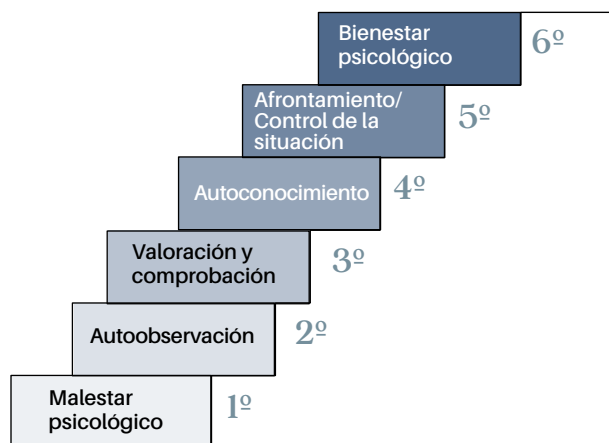 Bienestar
psicológico
6º
Afrontamiento/
Control de la
situación
5º
Autoconocimiento
4º
Valoración y
comprobación
3º
Autoobservación
2º
Malestar
psicológico
1º